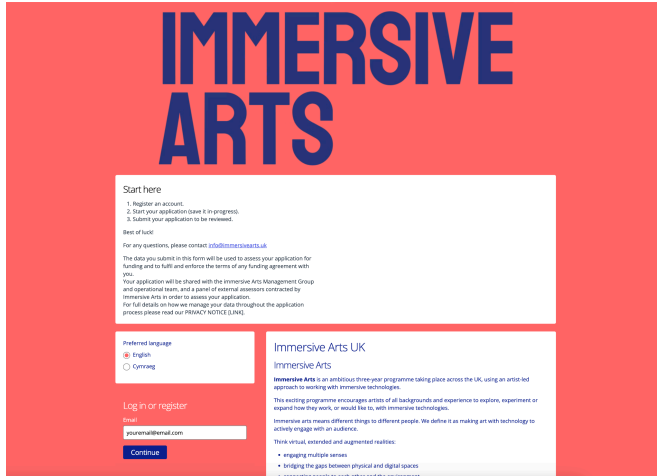 IMMERSIVE
ARTS
Start here
1. Register an account.
2. Start your application (save it in-progress).
3. Submit your application to be reviewed.
Best of luck!
For any questions, please contact info@immersivearts.uk
The data you submit in this form will be used to assess your application for
funding and to fulfil and enforce the terms of any funding agreement with
you.
Your application will be shared with the Immersive Arts Management Group
and operational team, and a panel of external assessors contracted by
Immersive Arts in order to assess your application.
For full details on how we manage your data throughout the application
process please read our PRIVACY NOTICE [LINK].
Preferred language
English
Cymraeg
Log in or register
Email
youremail@email.com
Continue
Immersive Arts UK
Immersive Arts
Immersive Arts is an ambitious three-year programme taking place across the UK, using an artist-led
approach to working with immersive technologies.
This exciting programme encourages artists of all backgrounds and experience to explore, experiment or
expand how they work, or would like to, with immersive technologies.
Immersive arts means different things to different people. We define it as making art with technology to
actively engage with an audience.
Think virtual, extended and augmented realities:
• engaging multiple senses
• bridging the gaps between physical and digital spaces